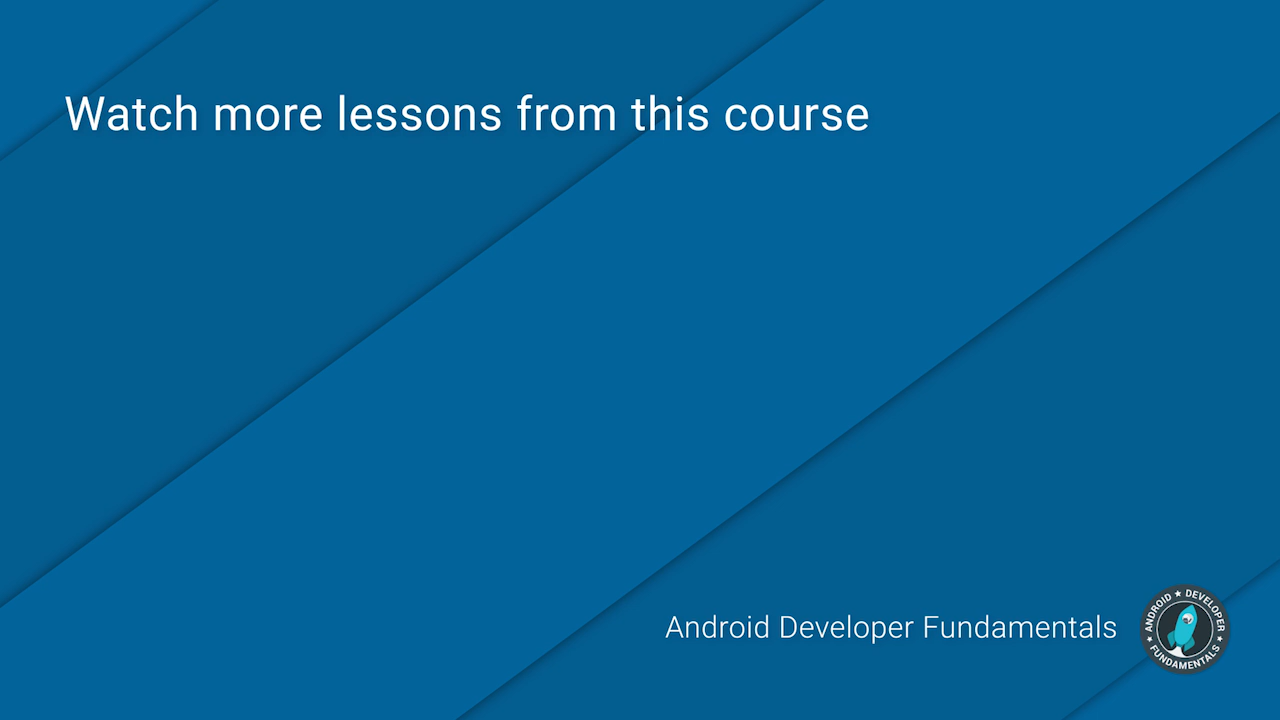 Watch more lessons from this course
Android Developer Fundamentals
ANDROID ★ DEVELOPER
★ FUNDAMENTALS ★